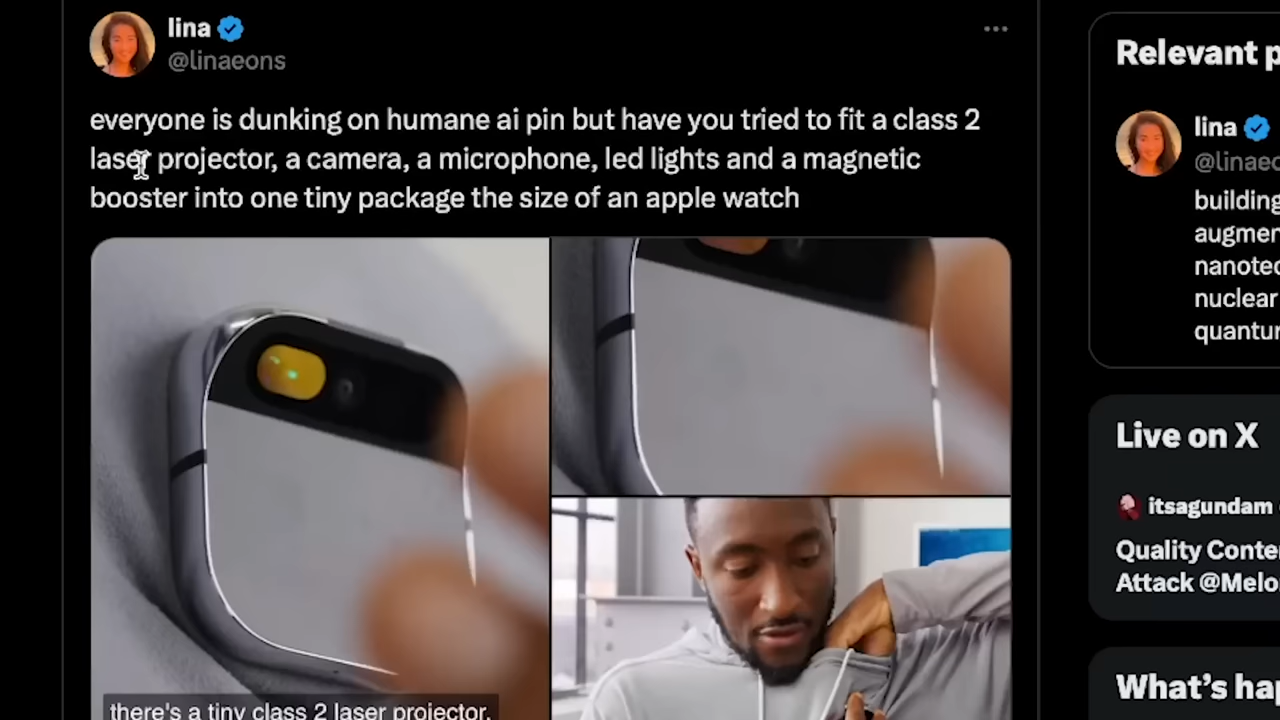 lina
@linaeons
everyone is dunking on humane ai pin but have you tried to fit a class 2
laser projector, a camera, a microphone, led lights and a magnetic
booster into one tiny package the size of an apple watch
there's a tiny class 2 laser projector.
Relevant p
lina
@linaeo
building
augmen
nanotec
nuclear
quantur
Live on X
itsagundam
Quality Conte
Attack @Melo
What's ha